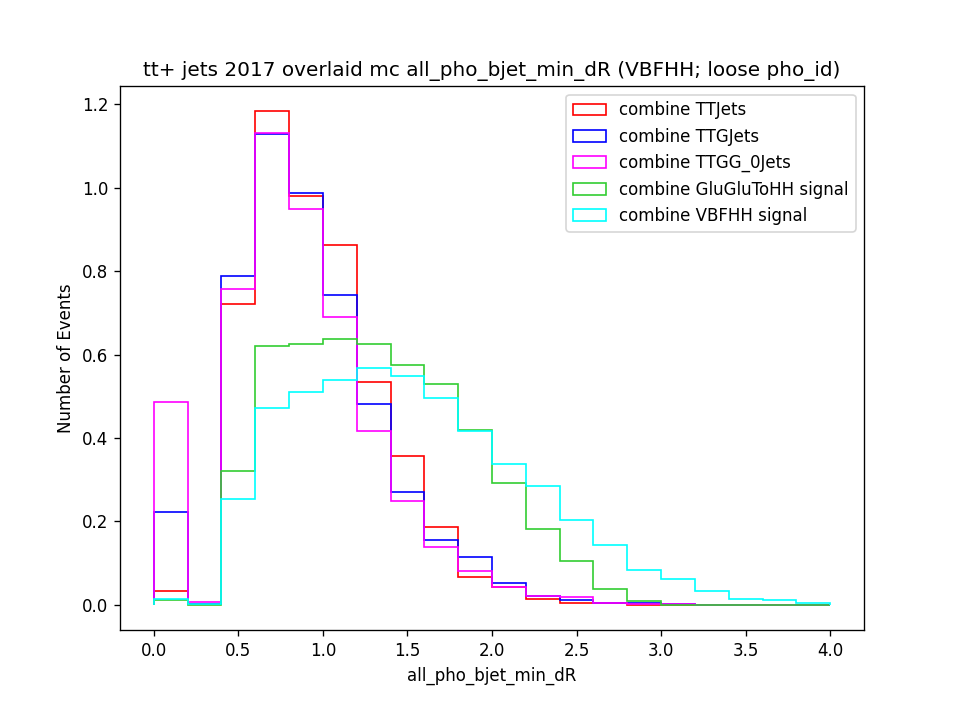 tt+ jets 2017 overlaid mc all_pho_bjet_min_dR (VBFHH; loose pho_id)
combine TTJets
combine TTGJets
combine TTGG_0Jets
combine GluGluToHH signal
combine VBFHH signal
Number of Events
1.2
1.0
0.8
0.6
0.4
0.2
0.0
0.0 0.5 1.0 1.5 2.0 2.5 3.0 3.5 4.0
all_pho_bjet_min_dR